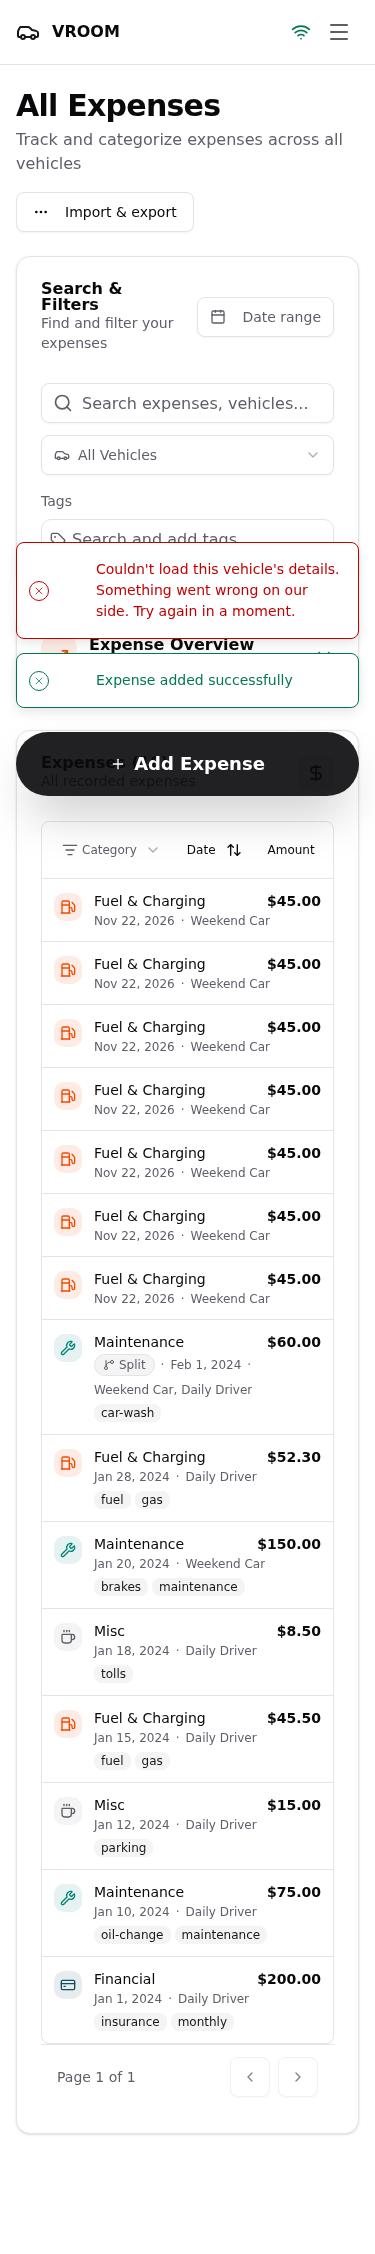 VROOM
All Expenses
Track and categorize expenses across all
vehicles
Import & export
Search &
Filters
Find and filter your
expenses
Date range
Search expenses, vehicles...
All Vehicles
Tags
Search and add tags
Couldn't load this vehicle's details.
Something went wrong on our
side. Try again in a moment.
Expense Overview
Expense added successfully
+ Add Expense
All recorded expenses
Category
Date
Amount
Fuel & Charging $45.00
Nov 22, 2026 · Weekend Car
Fuel & Charging $45.00
Nov 22, 2026 · Weekend Car
Fuel & Charging $45.00
Nov 22, 2026 · Weekend Car
Fuel & Charging $45.00
Nov 22, 2026 · Weekend Car
Fuel & Charging $45.00
Nov 22, 2026 · Weekend Car
Fuel & Charging $45.00
Nov 22, 2026 · Weekend Car
Fuel & Charging $45.00
Nov 22, 2026 · Weekend Car
Maintenance $60.00
Split · Feb 1, 2024 ·
Weekend Car, Daily Driver
car-wash
Fuel & Charging $52.30
Jan 28, 2024 · Daily Driver
fuel gas
Maintenance $150.00
Jan 20, 2024 · Weekend Car
brakes maintenance
Misc $8.50
Jan 18, 2024 · Daily Driver
tolls
Fuel & Charging $45.50
Jan 15, 2024 · Daily Driver
fuel gas
Misc $15.00
Jan 12, 2024 · Daily Driver
parking
Maintenance $75.00
Jan 10, 2024 · Daily Driver
oil-change maintenance
Financial $200.00
Jan 1, 2024 · Daily Driver
insurance monthly
Page 1 of 1